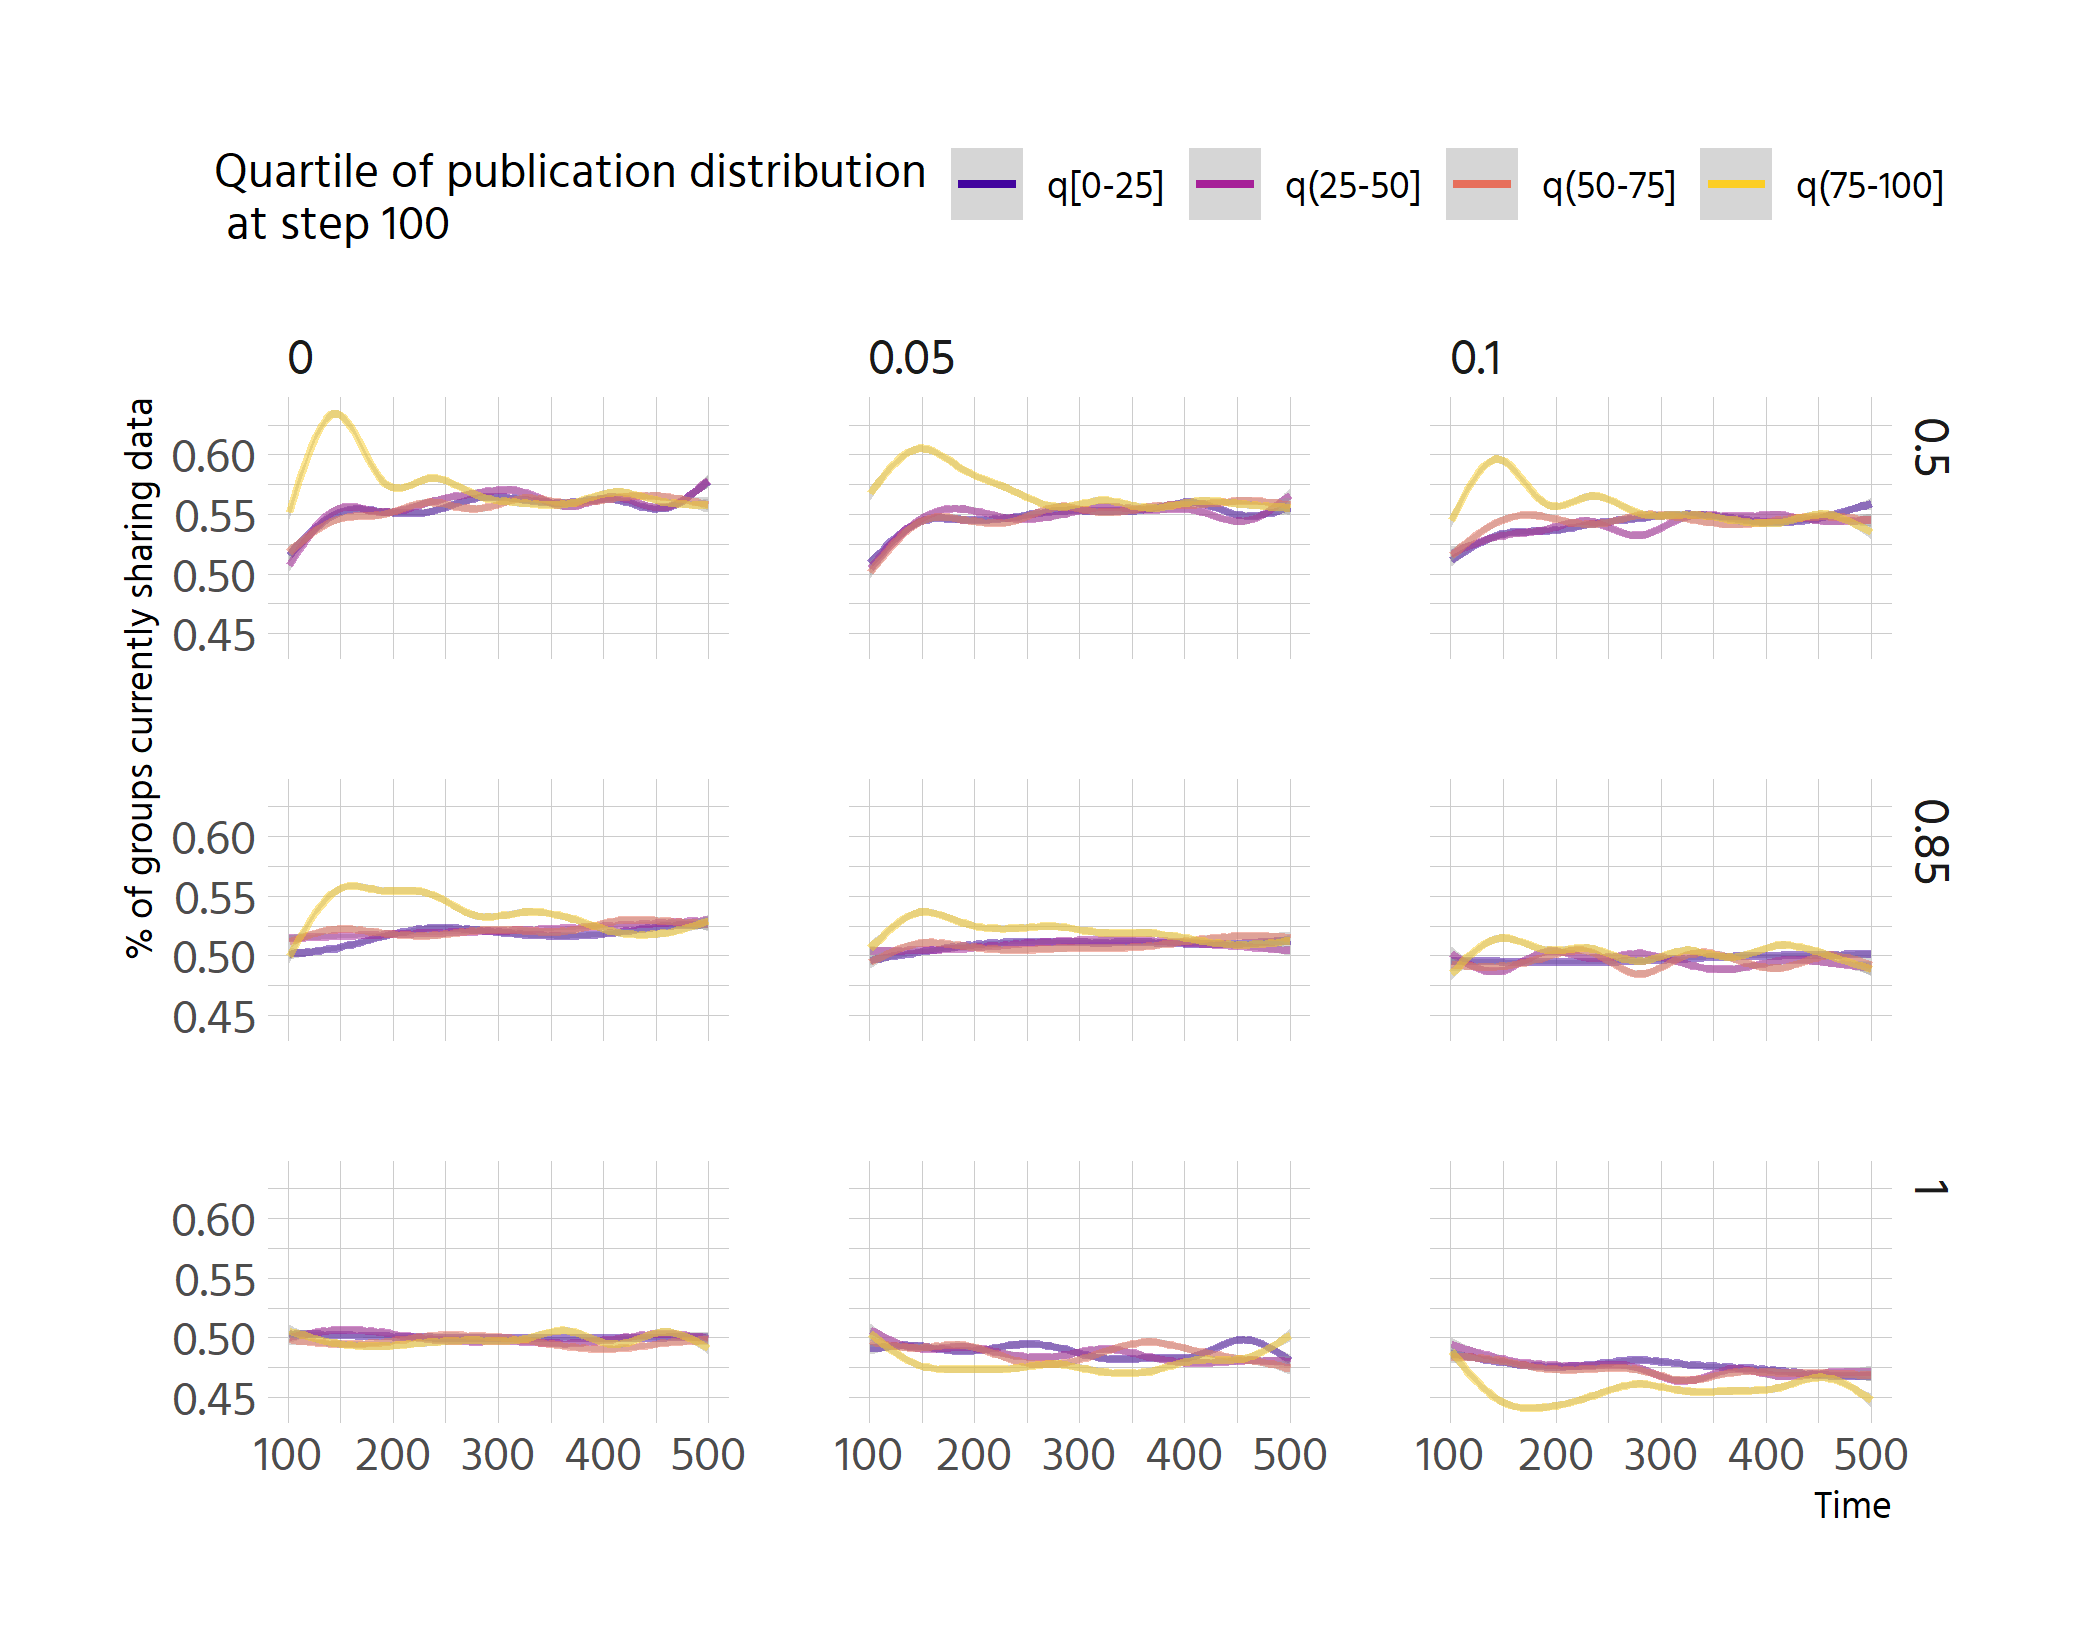 Quartile of publication distribution
at step 100
q[0-25]
q(25-50]
q(50-75]
q(75-100]
0
0.05
0.1
% of groups currently sharing data
0.60
0.55
0.50
0.45
0.5
0.60
0.55
0.50
0.45
0.85
0.60
0.55
0.50
0.45
1
100 200 300 400 500
100 200 300 400 500
100 200 300 400 500
Time